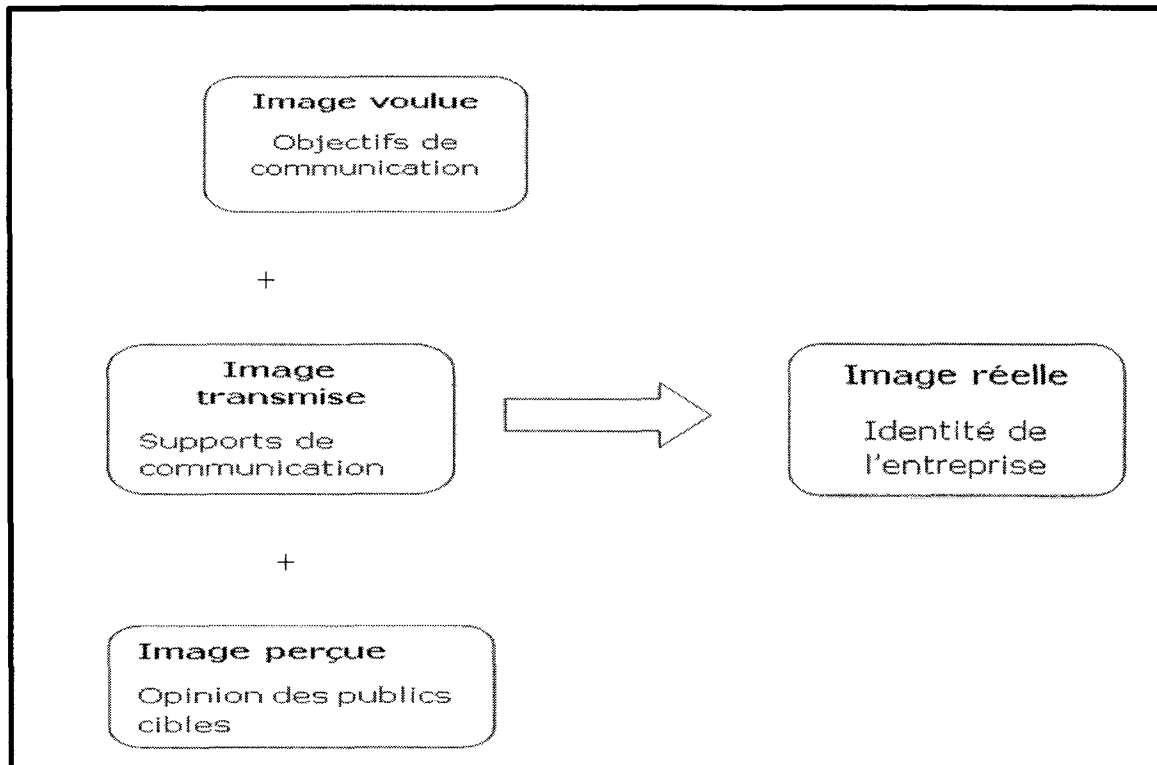 Image voulue
Objectifs de
communication
+
Image
transmise
Supports de
communication
Image réelle
Identité de
l'entreprise
+
Image perçue
Opinion des publics
cibles